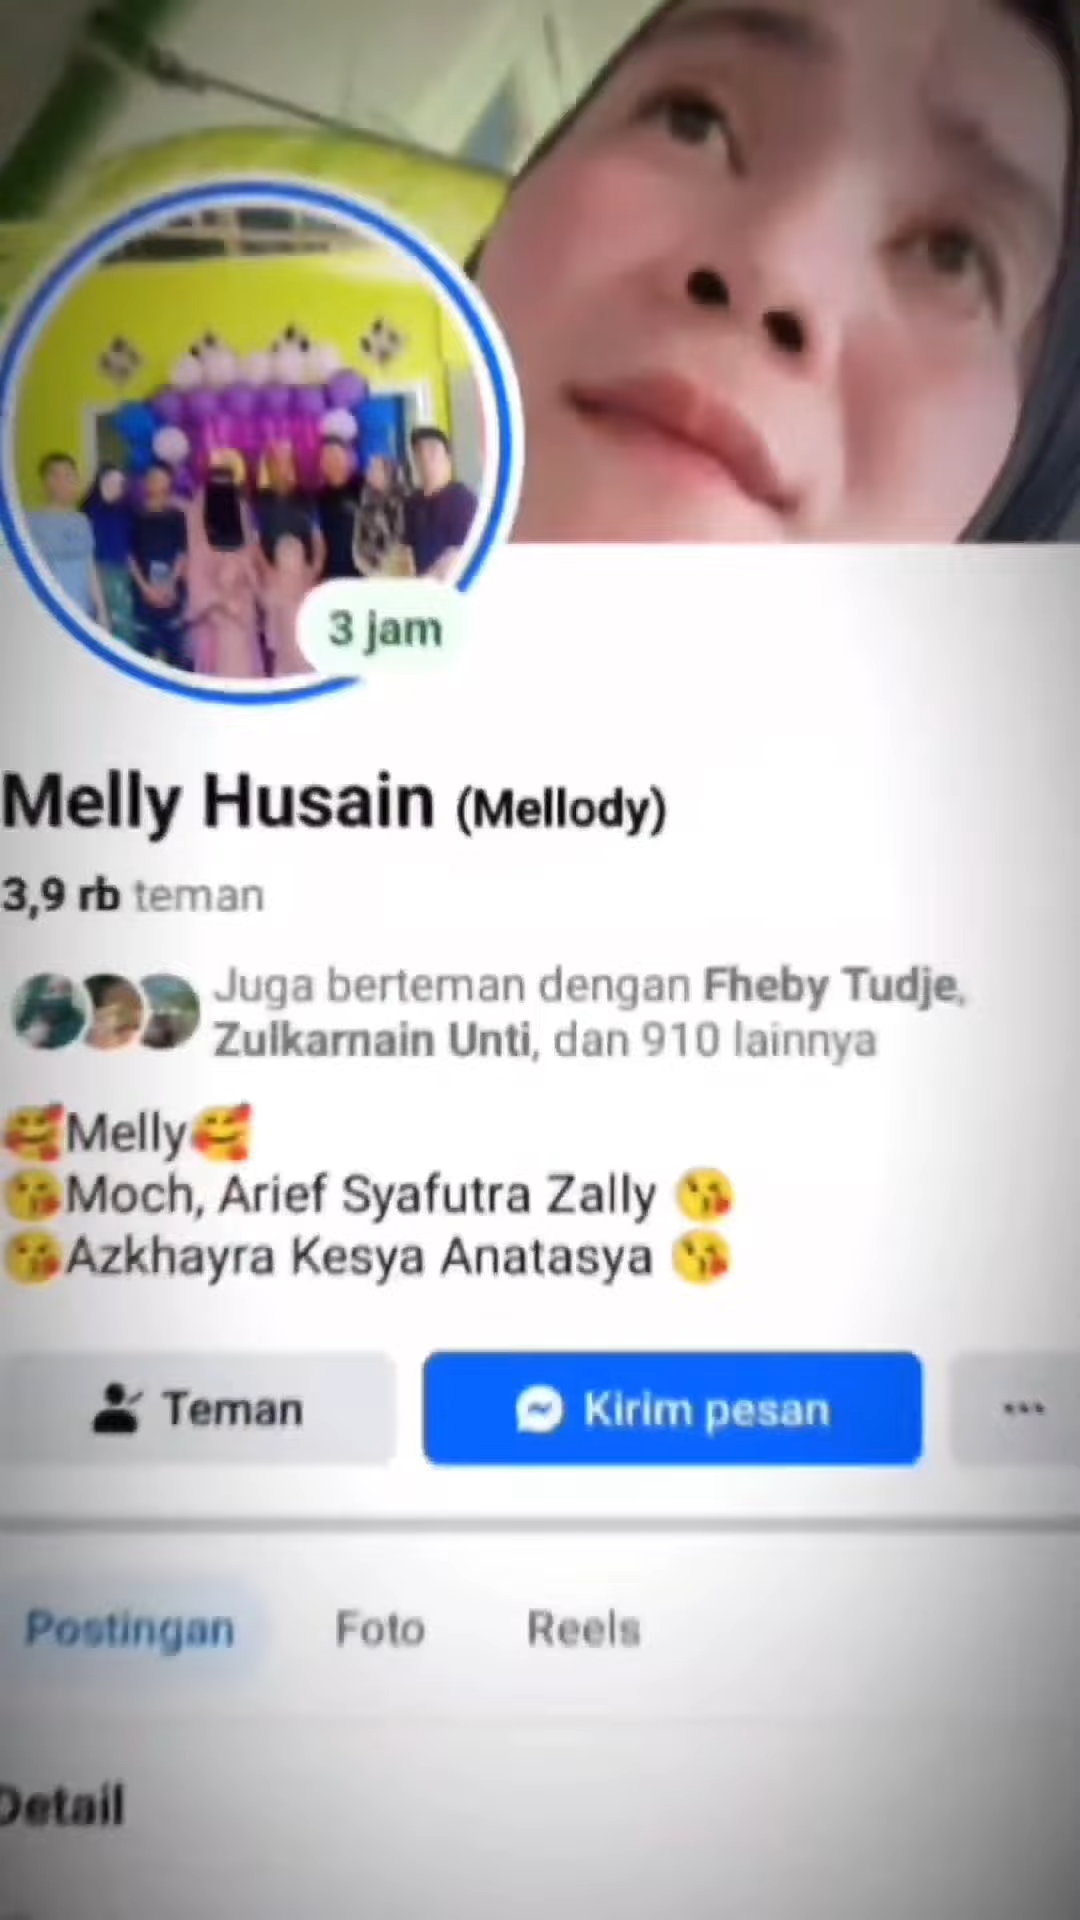 3 jam
Melly Husain (Mellody)
3,9 rb teman
Juga berteman dengan Fheby Tudje,
Zulkarnain Unti, dan 910 lainnya
🥰Melly🥰
😘Moch, Arief Syafutra Zally 😘
😘Azkhayra Kesya Anatasya 😘
Teman
Kirim pesan
Postingan Foto Reels
Detail